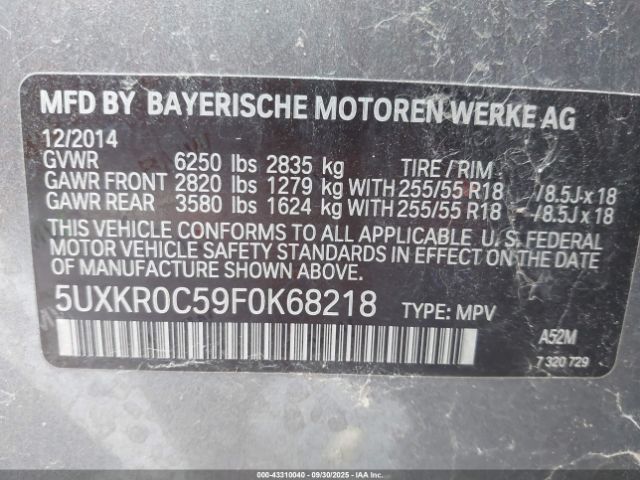 MFD BY BAYERISCHE MOTOREN WERKE AG
12/2014
GVWR 6250 lbs 2835 kg TIRE / RIM
GAWR FRONT 2820 lbs 1279 kg WITH 255/55 R18 /8.5J x 18
GAWR REAR 3580 lbs 1624 kg WITH 255/55 R18 /8.5J x 18
THIS VEHICLE CONFORMS TO ALL APPLICABLE U. S. FEDERAL
MOTOR VEHICLE SAFETY STANDARDS IN EFFECT ON THE DATE
OF MANUFACTURE SHOWN ABOVE.
5UXKR0C59F0K68218 TYPE: MPV
A52M
7 320 729
000-43310040 - 09/30/2025 - IAAI.COM